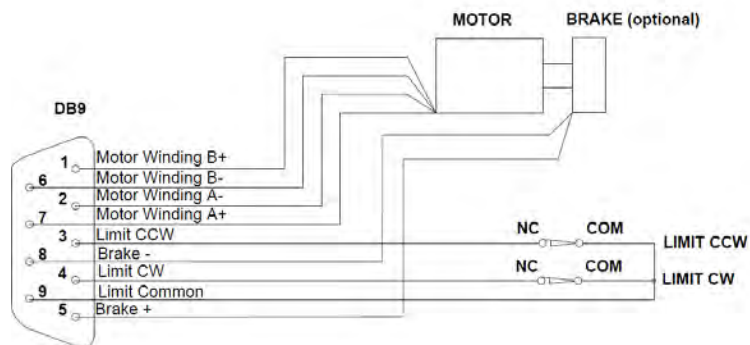 MOTOR
BRAKE (optional)
DB9
1 Motor Winding B+
6 Motor Winding B-
2 Motor Winding A-
7 Motor Winding A+
3 Limit CCW
NC COM
LIMIT CCW
8 Brake -
4 Limit CW
NC COM
LIMIT CW
9 Limit Common
5 Brake +